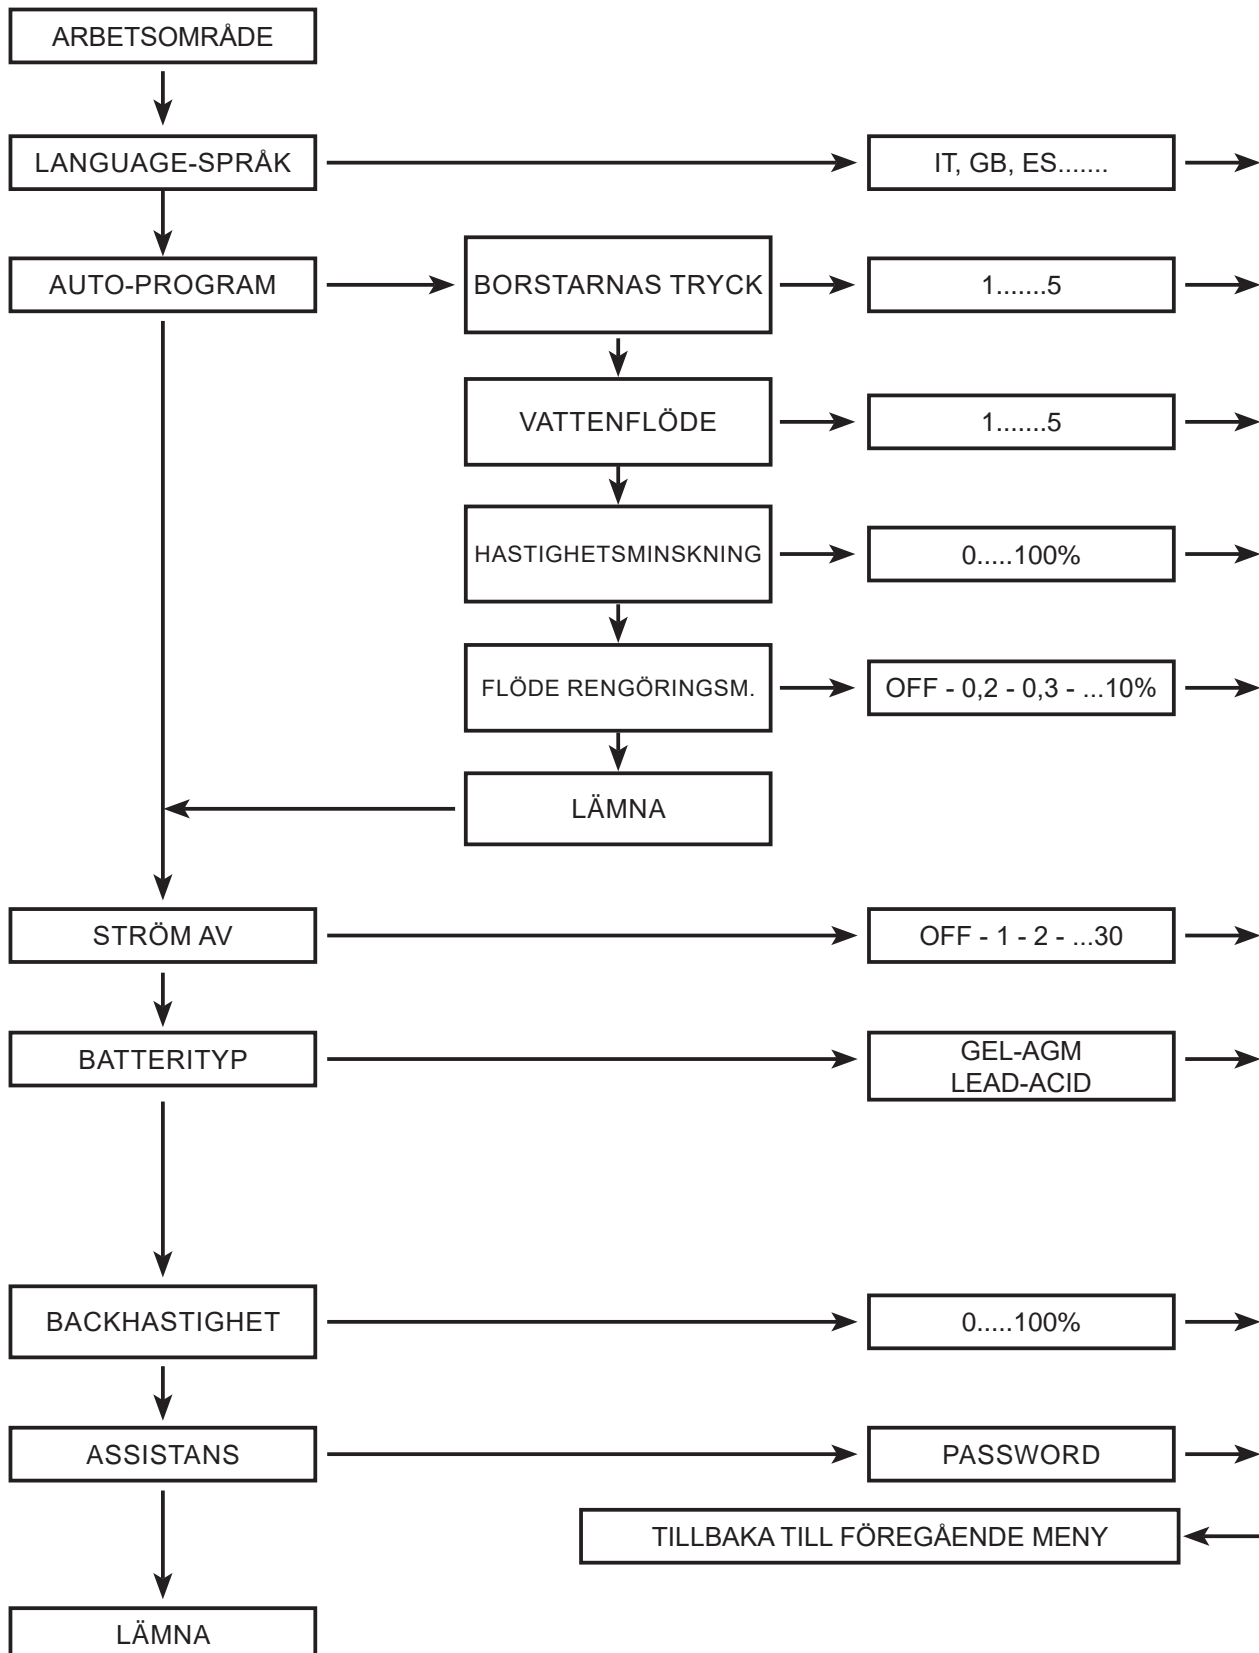 ARBETSOMRÅDE
LANGUAGE-SPRÅK
IT, GB, ES.......
AUTO-PROGRAM
BORSTARNAS TRYCK
1.......5
VATTENFLÖDE
1.......5
HASTIGHETSMINSKNING
0.....100%
FLÖDE RENGÖRINGSM.
OFF - 0,2 - 0,3 - ...10%
LÄMNA
STRÖM AV
OFF - 1 - 2 - ...30
BATTERITYP
GEL-AGM
LEAD-ACID
BACKHASTIGHET
0.....100%
ASSISTANS
PASSWORD
TILLBAKA TILL FÖREGÅENDE MENY
LÄMNA